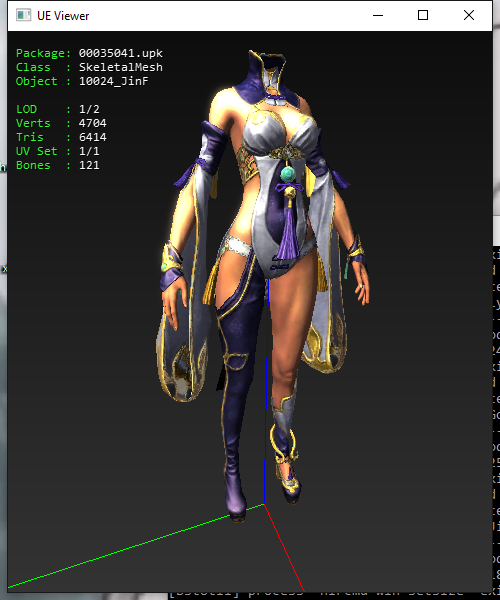 UE Viewer
Package: 00035041.upk
Class : SkeletalMesh
Object : 10024_JinF
LOD : 1/2
Verts : 4704
Tris : 6414
UV Set : 1/1
Bones : 121